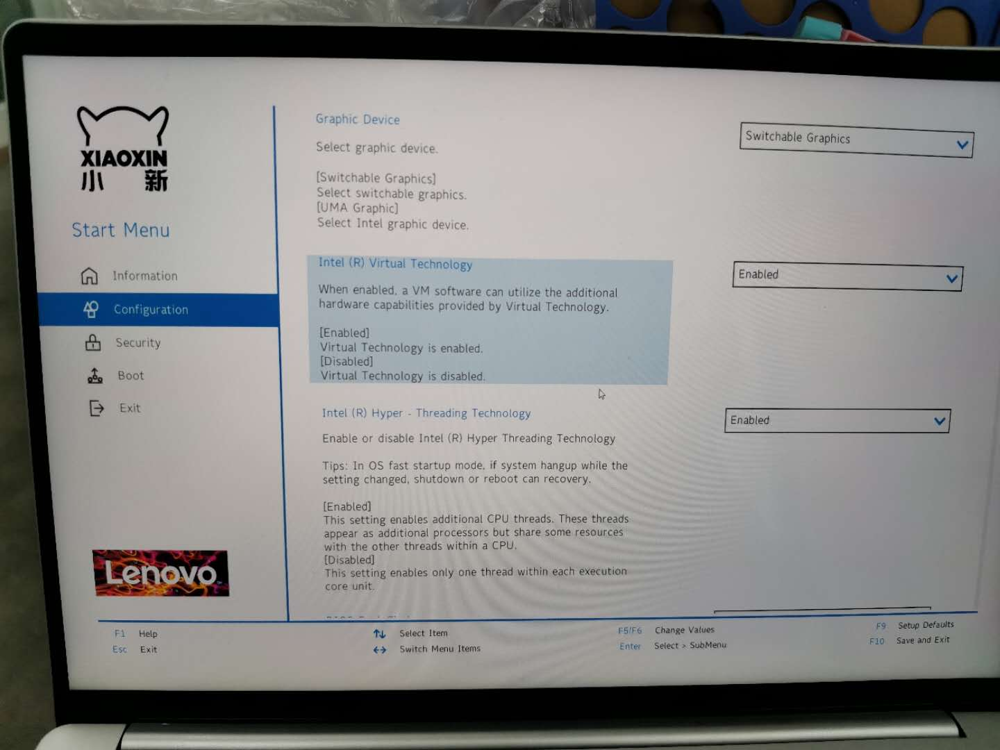 XIAOXIN
小新
Start Menu
Information
Configuration
Security
Boot
Exit
Lenovo
Graphic Device
Switchable Graphics
Select graphic device.
[Switchable Graphics]
Select switchable graphics.
[UMA Graphic]
Select Intel graphic device.
Intel (R) Virtual Technology
Enabled
When enabled, a VM software can utilize the additional
hardware capabilities provided by Virtual Technology.
[Enabled]
Virtual Technology is enabled.
[Disabled]
Virtual Technology is disabled.
Intel (R) Hyper - Threading Technology
Enabled
Enable or disable Intel (R) Hyper Threading Technology
Tips: In OS fast startup mode, if system hangup while the
setting changed, shutdown or reboot can recovery.
[Enabled]
This setting enables additional CPU threads. These threads
appear as additional processors but share some resources
with the other threads within a CPU.
[Disabled]
This setting enables only one thread within each execution
core unit.
F1 Help
Esc Exit
Select Item
Switch Menu Items
F5/F6 Change Values
Enter Select > SubMenu
F9 Setup Defaults
F10 Save and Exit